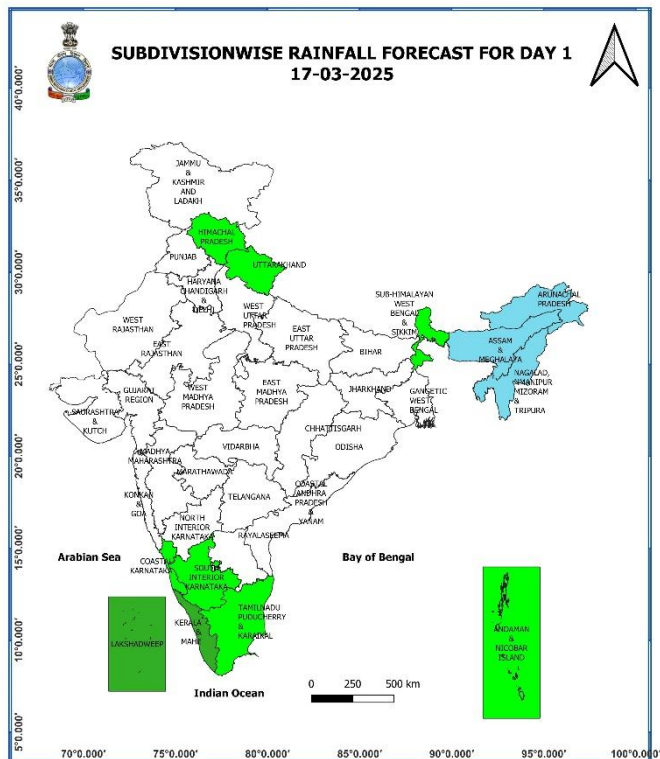 SUBDIVISIONWISE RAINFALL FORECAST FOR DAY 1
17-03-2025
40°0.000'
35°0.000'
30°0.000'
25°0.000'
20°0.000'
15°0.000'
10°0.000'
5°0.000'
JAMMU
&
KASHMIR
AND
LADAKH
HIMACHAL
PRADESH
PUNJAB
UTTARAKHAND
HARYANA
CHANDIGARH
&
DELHI
WEST
UTTAR
PRADESH
SUB-HIMALAYAN
WEST
BENGAL
&
SIKKIM
ARUNACHAL
PRADESH
WEST
RAJASTHAN
EAST
RAJASTHAN
EAST
UTTAR
PRADESH
BIHAR
ASSAM
&
MEGHALAYA
NAGALAD,
MANIPUR
MIZORAM
&
TRIPURA
GUJARAT
REGION
WEST
MADHYA
PRADESH
EAST
MADHYA
PRADESH
JHARKHAND
GANGETIC
WEST
BENGAL
SAURASHTRA
&
KUTCH
CHHATTISGARH
ODISHA
VIDARBHA
MADHYA
MAHARASHTRA
MARATHAWADA
KONKAN
&
GOA
TELANGANA
COASTAL
ANDHRA
PRADESH
&
YANAM
NORTH
INTERIOR
KARNATAKA
RAYALASEEMA
Arabian Sea
Bay of Bengal
COASTAL
KARNATAKA
SOUTH
INTERIOR
KARNATAKA
TAMILNADU
PUDUCHERRY
&
KARAIKAL
KERALA
&
MAHE
LAKSHADWEEP
ANDAMAN
&
NICOBAR
ISLAND
Indian Ocean
0 250 500 km
70°0.000' 75°0.000' 80°0.000' 85°0.000' 90°0.000' 95°0.000' 100°0.000'